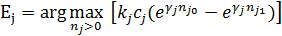 E_j = arg max_{n_j>0} [k_j c_j (e^{γ_j n_{j0}} − e^{γ_j n_{j1}})]